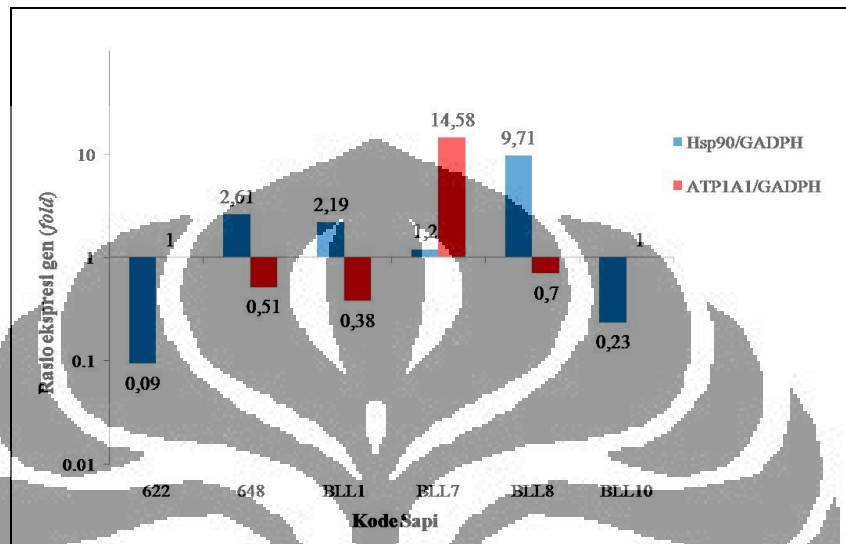 14,58
9,71
Hsp90/GADPH
ATP1A1/GADPH
10
2,61
2,19
1,2
1
1
1
0,51
0,38
0,7
0,23
0.1
0,09
0.01
Rasio ekspresi gen (fold)
622
648
BLL1
BLL7
BLL8
BLL10
Kode Sapi